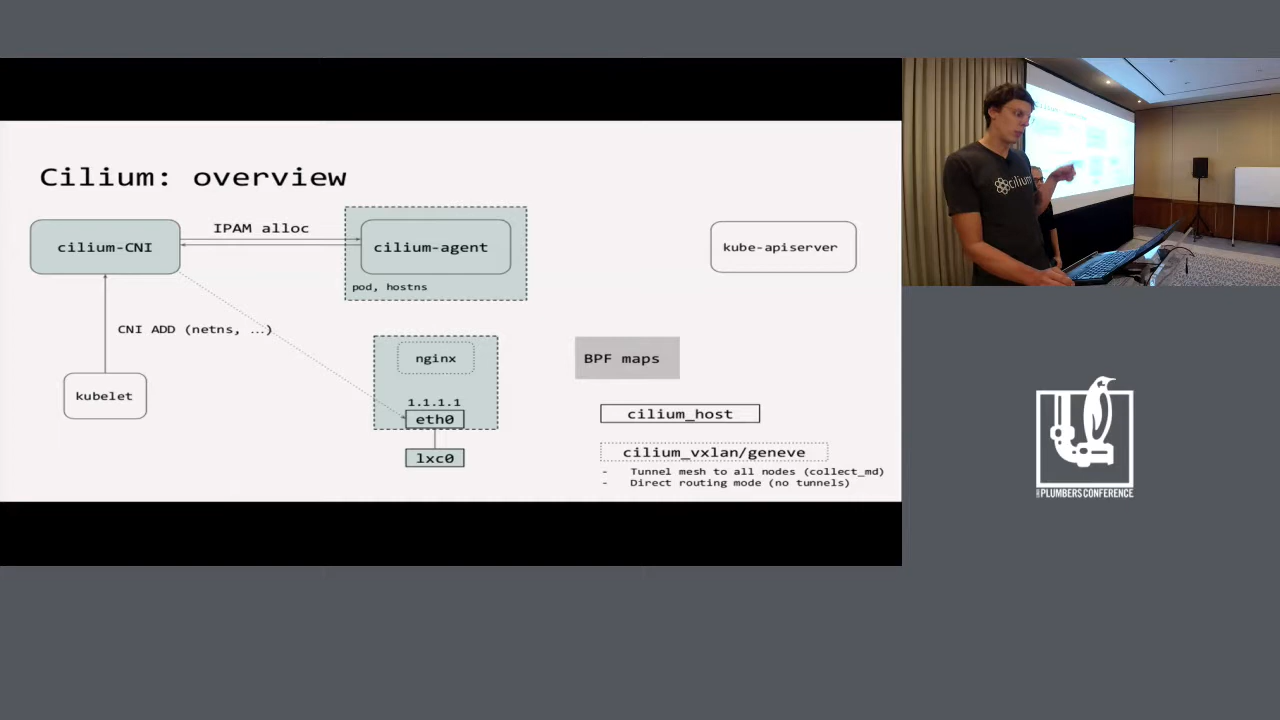 Cilium: overview
cilium-CNI
IPAM alloc
cilium-agent
pod, hostns
kube-apiserver
CNI ADD (netns, …)
kubelet
nginx
1.1.1.1
eth0
lxc0
BPF maps
cilium_host
cilium_vxlan/geneve
- Tunnel mesh to all nodes (collect_md)
- Direct routing mode (no tunnels)
cilium
PLUMBERS CONFERENCE